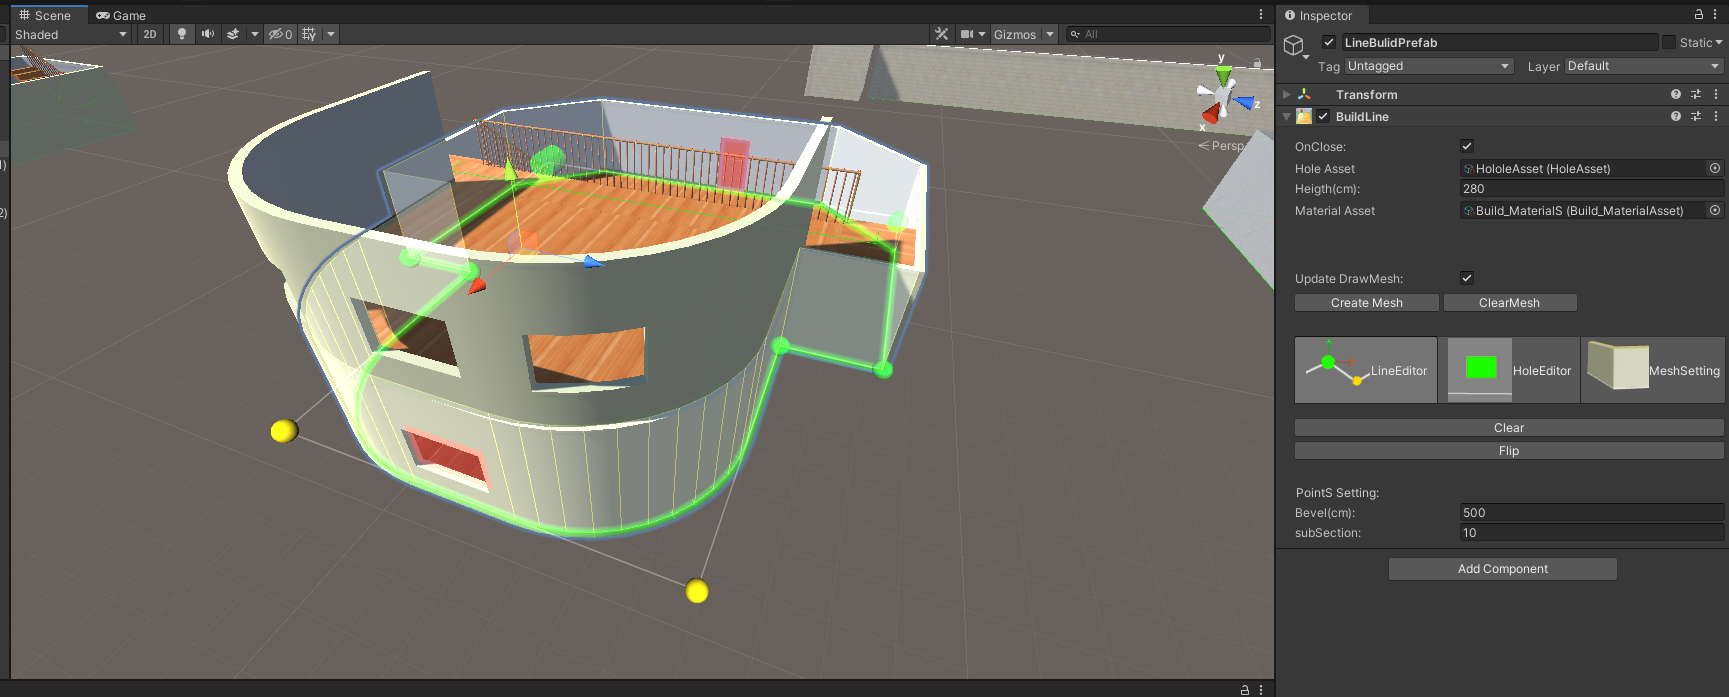 Scene Game
Shaded 2D 0 Gizmos All
y
z
x
Persp
1)
2)
Inspector
LineBulidPrefab Static
Tag Untagged Layer Default
Transform
BuildLine
OnClose:
Hole Asset HololeAsset (HoleAsset)
Heigth(cm): 280
Material Asset Build_MaterialS (Build_MaterialAsset)
Update DrawMesh:
Create Mesh ClearMesh
LineEditor HoleEditor MeshSetting
Clear
Flip
PointS Setting:
Bevel(cm): 500
subSection: 10
Add Component